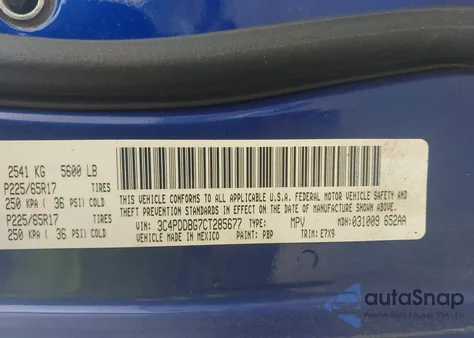 2541 KG 5600 LB
P225/65R17 TIRES
250 KPA ( 36 PSI) COLD
P225/65R17 TIRES
250 KPA ( 36 PSI) COLD
THIS VEHICLE CONFORMS TO ALL APPLICABLE U.S.A. FEDERAL MOTOR VEHICLE SAFETY, BUMPER, AND
THEFT PREVENTION STANDARDS IN EFFECT ON THE DATE OF MANUFACTURE SHOWN ABOVE.
VIN: 3C4PDDBG7CT285677 TYPE: MPV MDH:031009 652AA
VEHICLE MADE IN MEXICO PAINT: PBP TRIM: E7X9
autoSnap